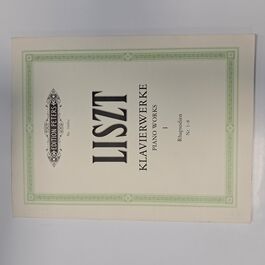 EDITION PETERS
LISZT
KLAVIERWERKE
PIANO WORKS
I
Rhapsodien
Nr. 1-8